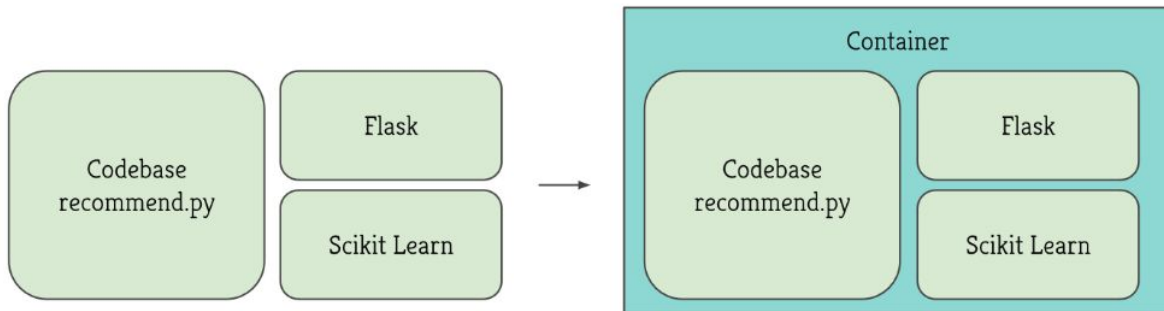 Codebase
recommend.py
Flask
Scikit Learn
Container
Codebase
recommend.py
Flask
Scikit Learn